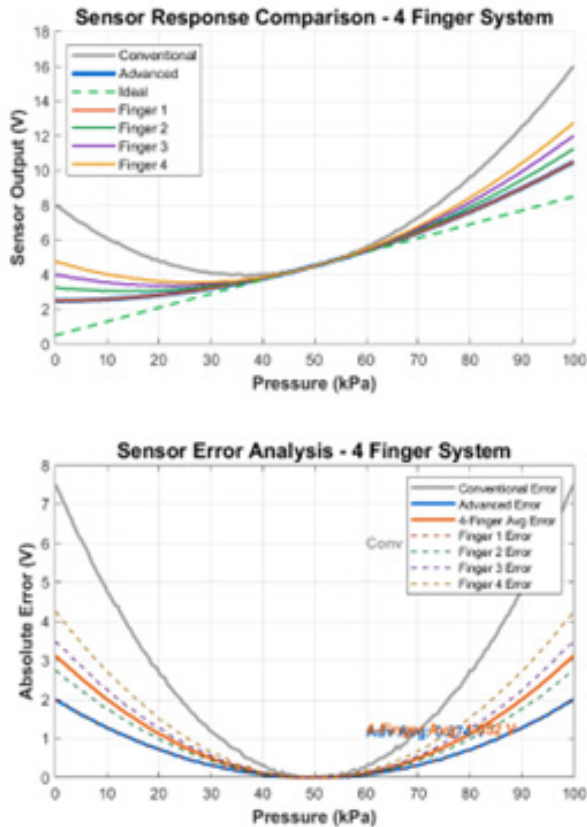 Sensor Response Comparison - 4 Finger System
Sensor Output (V)
18
16
14
12
10
8
6
4
2
0
Conventional
Advanced
Ideal
Finger 1
Finger 2
Finger 3
Finger 4
0 10 20 30 40 50 60 70 80 90 100
Pressure (kPa)
Sensor Error Analysis - 4 Finger System
Absolute Error (V)
8
7
6
5
4
3
2
1
0
Conventional Error
Advanced Error
4-Finger Avg Error
Finger 1 Error
Finger 2 Error
Finger 3 Error
Finger 4 Error
Conv
0 10 20 30 40 50 60 70 80 90 100
Pressure (kPa)